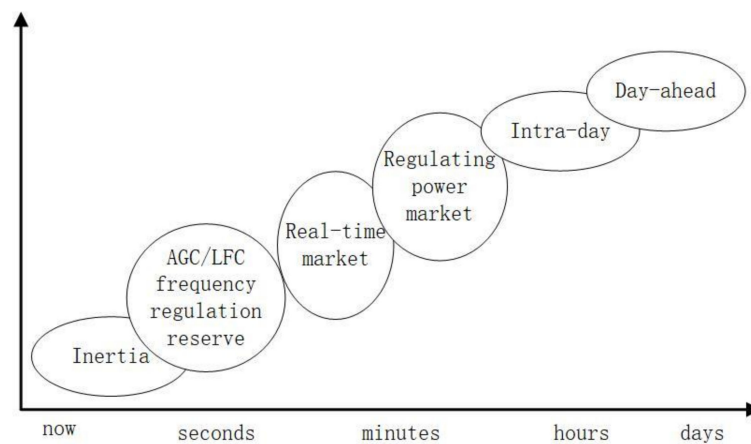 Day-ahead
Intra-day
Regulating
power
market
Real-time
market
AGC/LFC
frequency
regulation
reserve
Inertia
now seconds minutes hours days